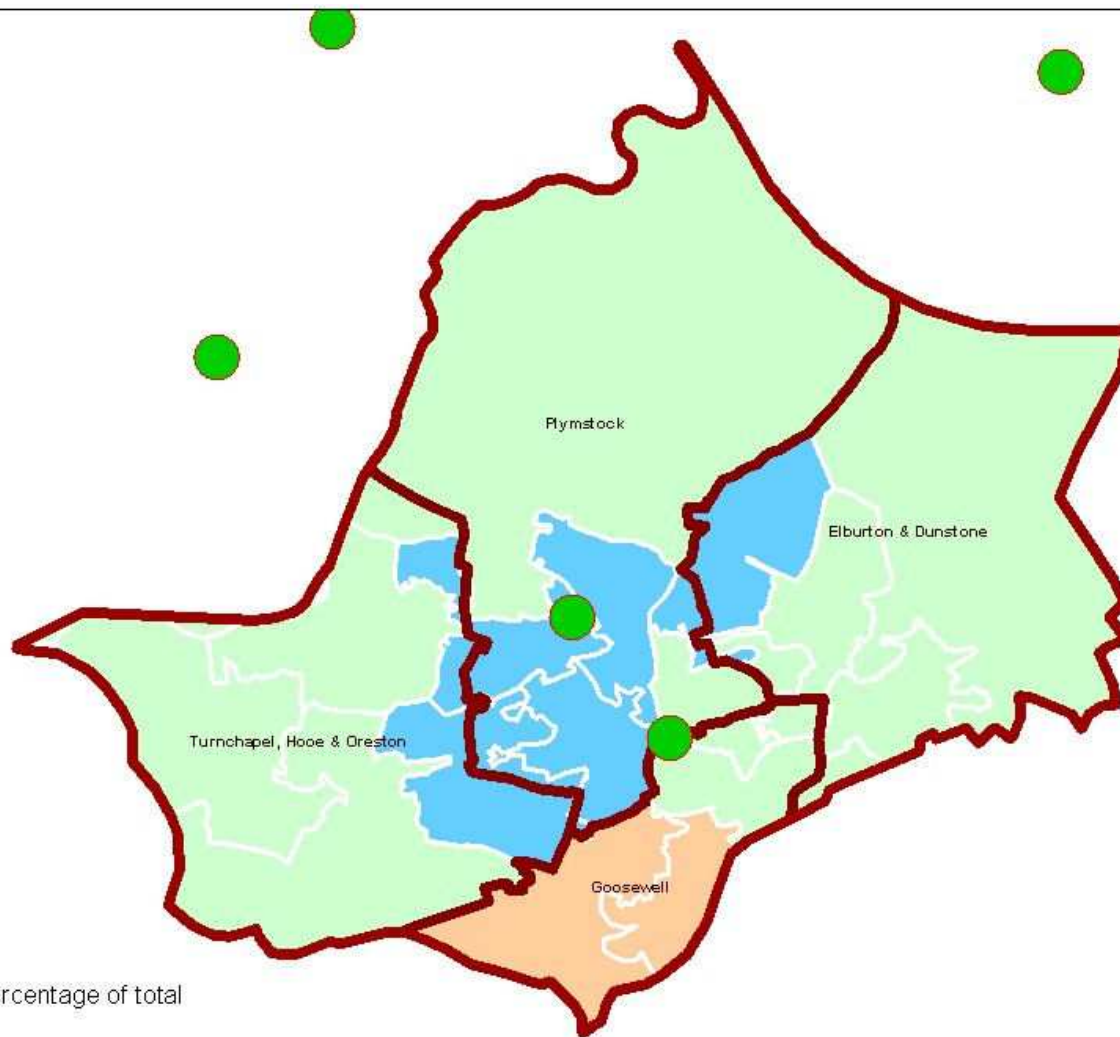 Plymstock
Elburton & Dunstone
Turnchapel, Hooe & Oreston
Goosewell
rcentage of total